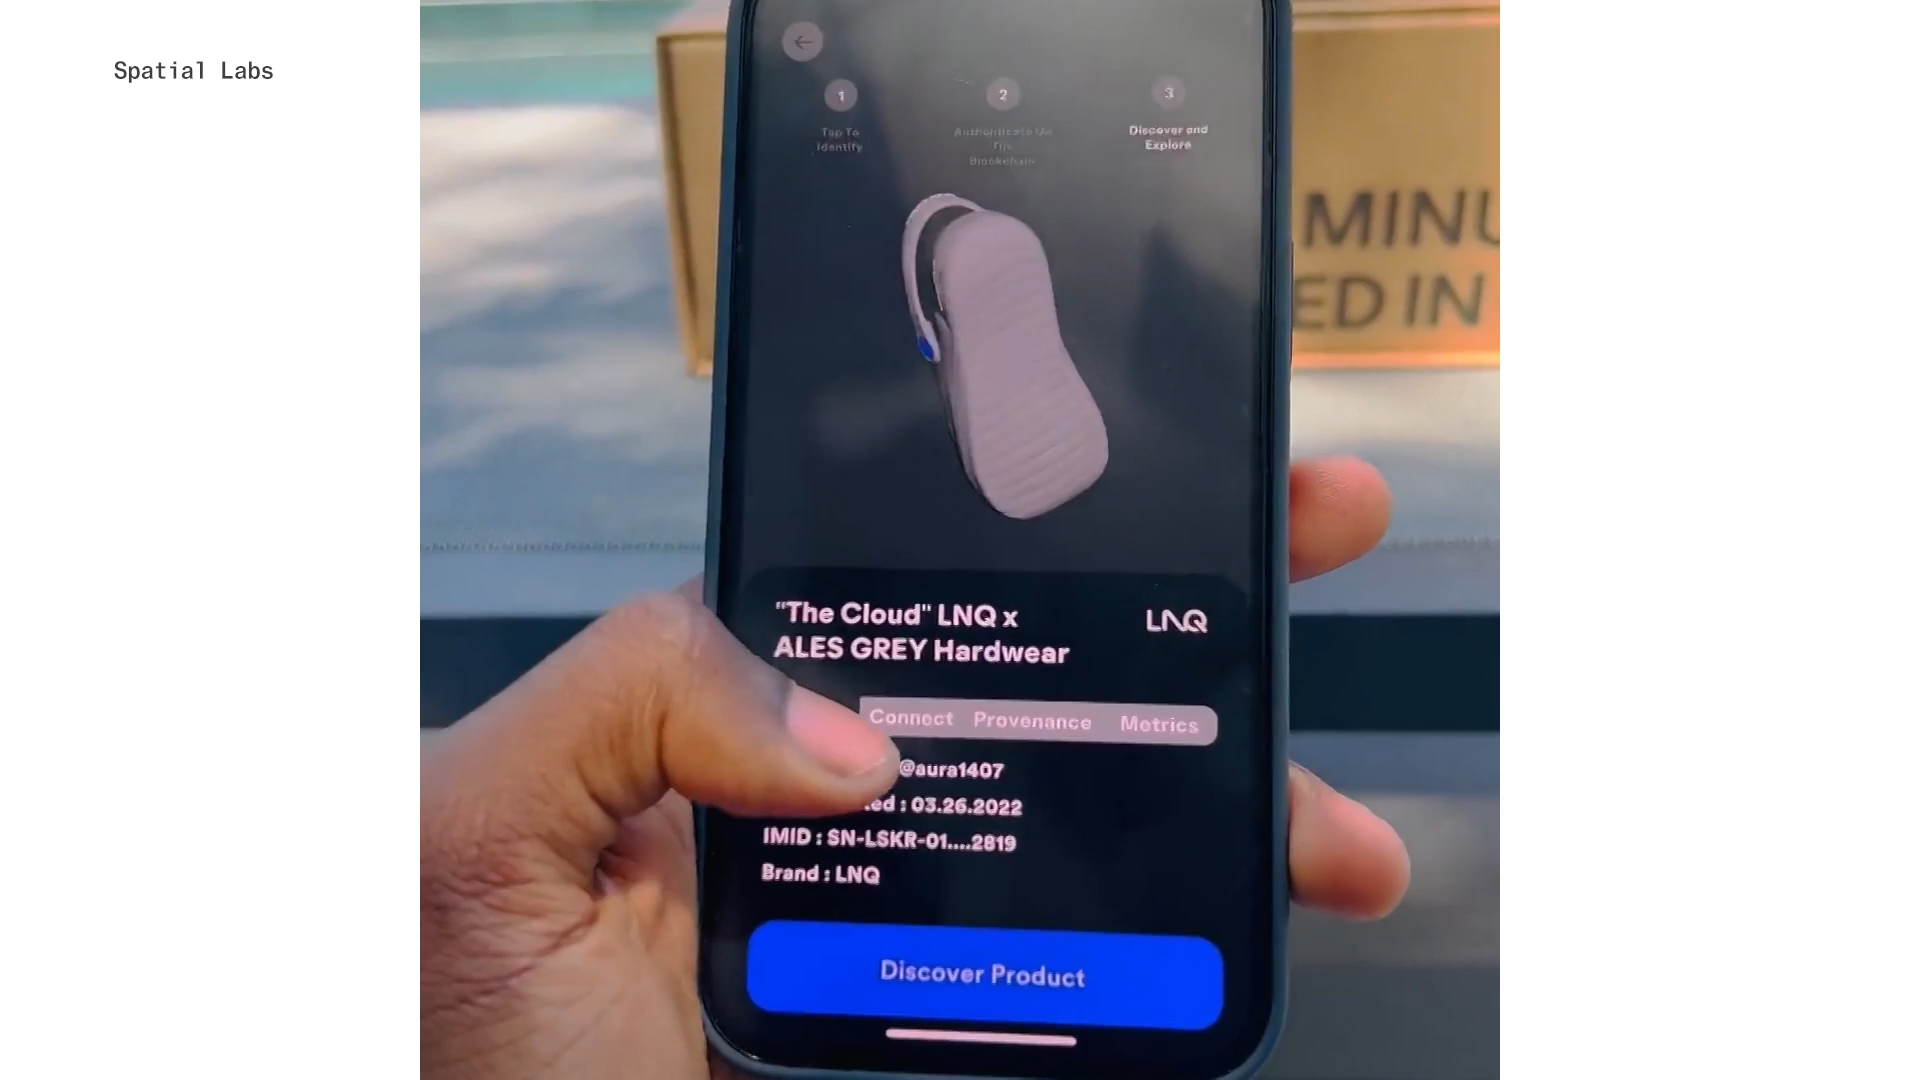 Spatial Labs
1
2
3
Tap To
Identify
Authenticate On
The
Blockchain
Discover and
Explore
MINU
ED IN
"The Cloud" LNQ x
ALES GREY Hardwear
LNQ
Connect Provenance Metrics
@aura1407
ed : 03.26.2022
IMID : SN-LSKR-01....2819
Brand : LNQ
Discover Product